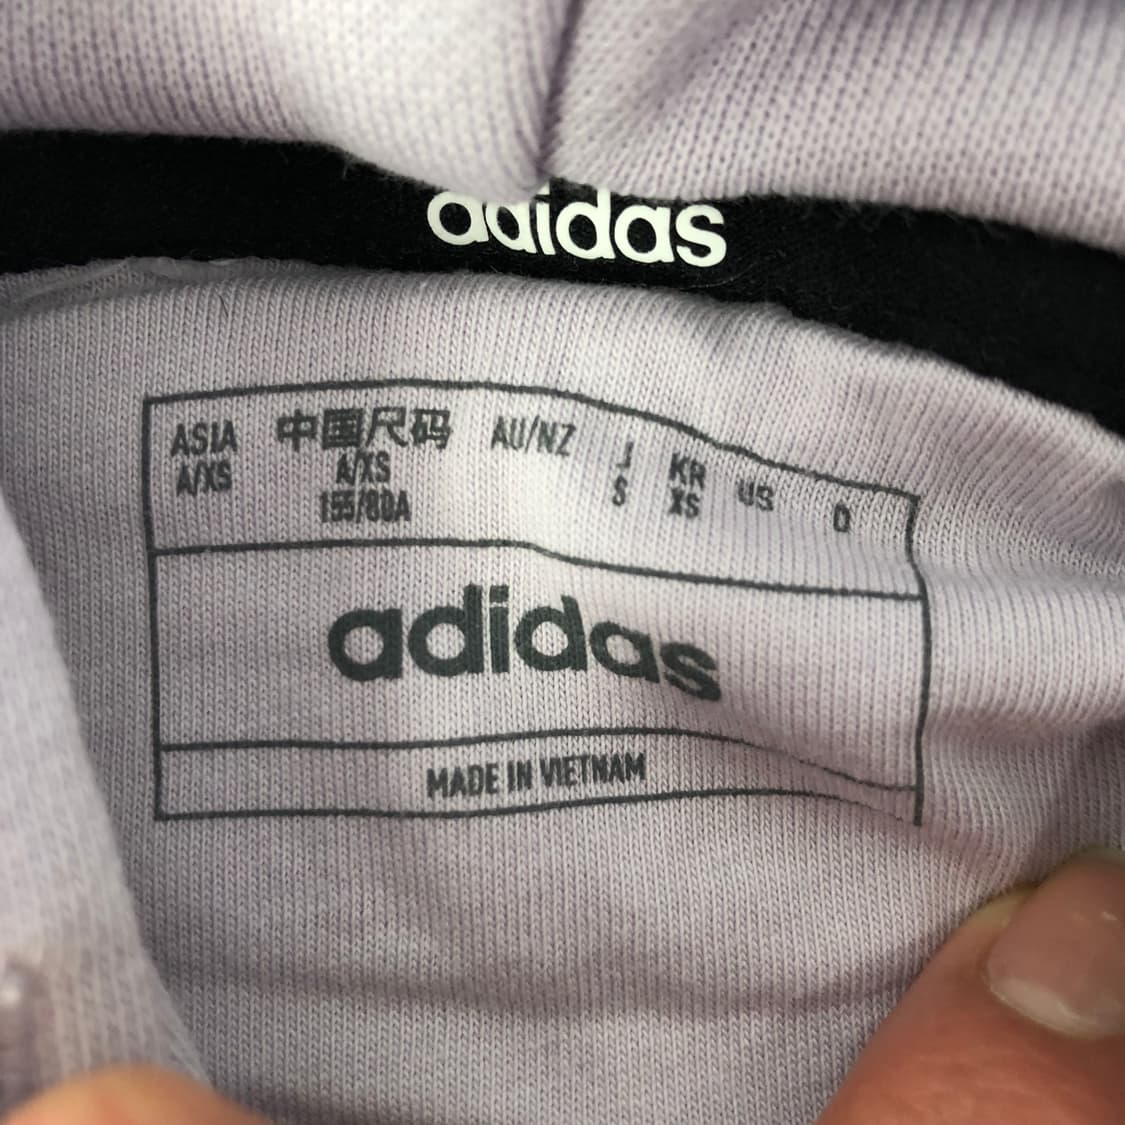 adidas
ASIA 中国尺码 AU/NZ J KR US D
A/XS A/XS S XS
155/80A
adidas
MADE IN VIETNAM